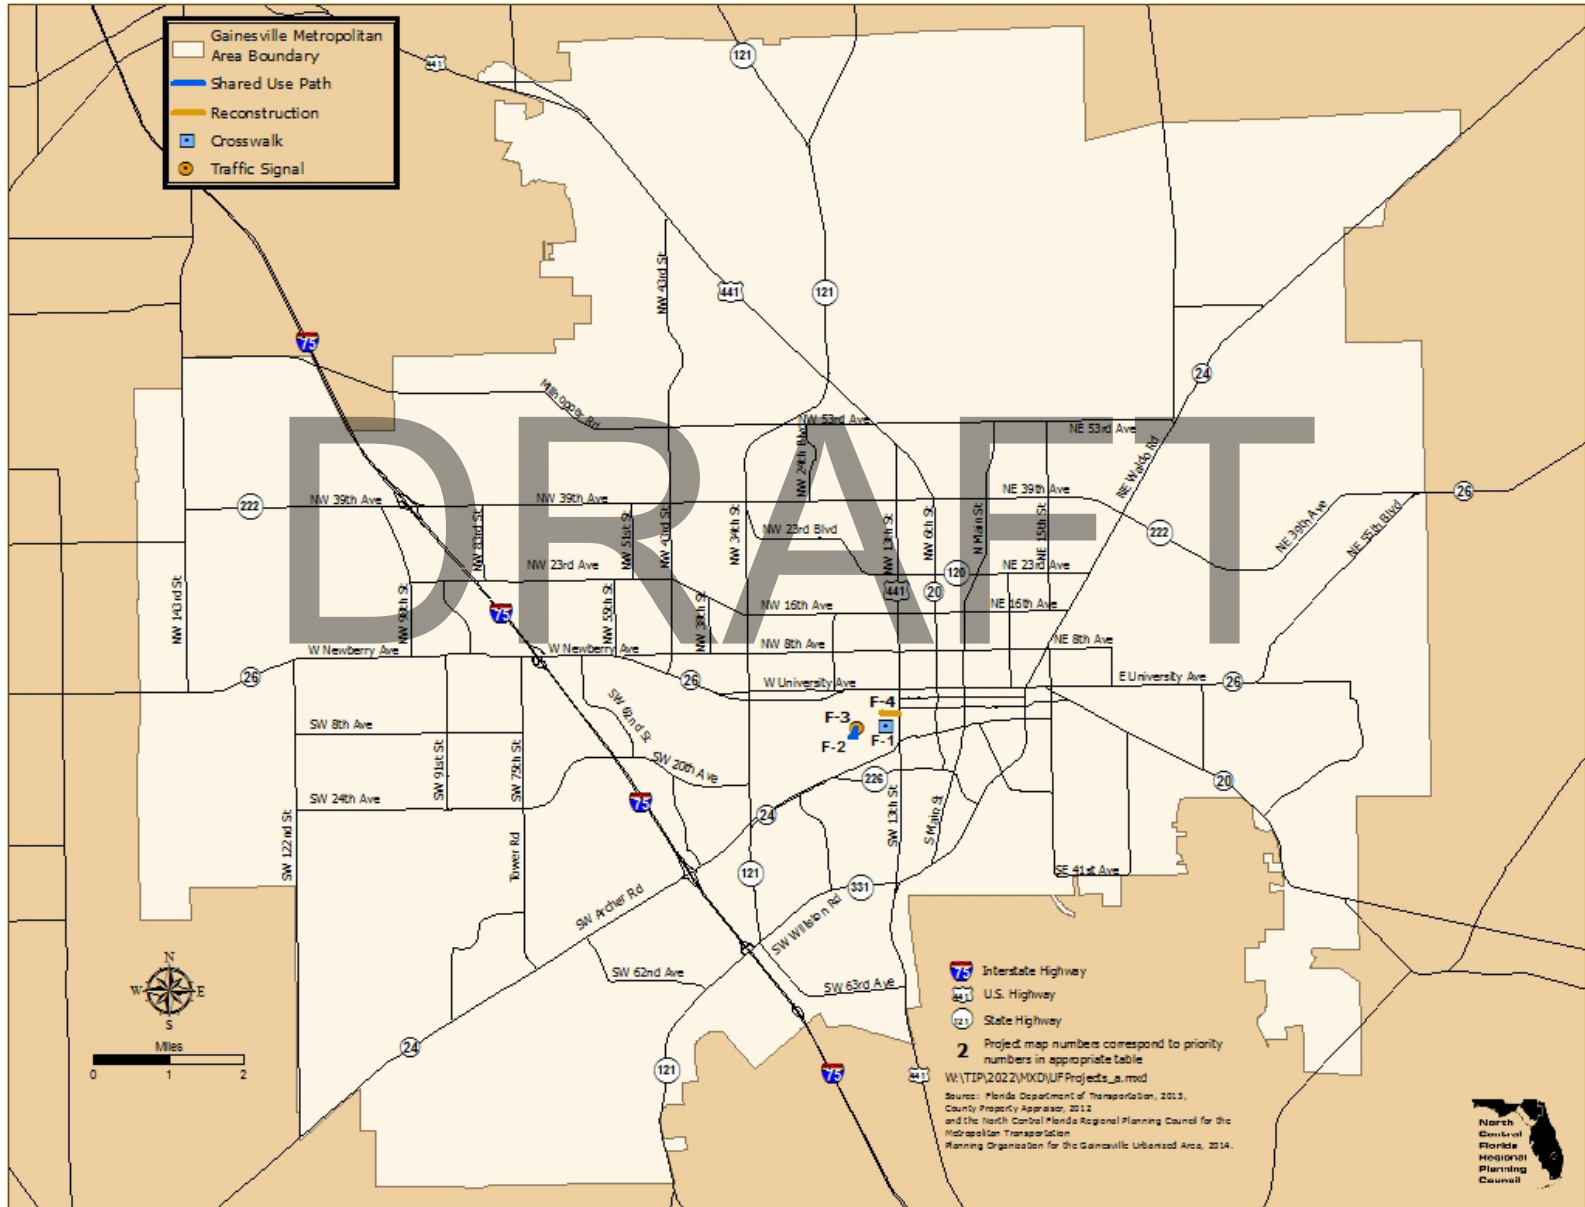 Gainesville Metropolitan
Area Boundary
Shared Use Path
Reconstruction
Crosswalk
Traffic Signal
441
121
NW 43rd St
441
121
75
24
Millhopper Rd
NW 53rd Ave
NE 53rd Ave
NW 24th Blvd
NE Waldo Rd
DRAFT
222
NW 39th Ave
NW 39th Ave
NE 39th Ave
26
NW 83rd St
NW 51st St
NW 43rd St
NW 34th St
NW 23rd Blvd
NW 13th St
NW 6th St
N Main St
NE 15th St
222
NE 39th Ave
NE 55th Blvd
NW 23rd Ave
120
NE 23rd Ave
NW 143rd St
NW 98th St
75
NW 55th St
NW 38th St
NW 16th Ave
441
20
NE 16th Ave
W Newberry Ave
W Newberry Ave
NW 8th Ave
NE 8th Ave
26
26
W University Ave
E University Ave
26
SW 8th Ave
SW 62nd St
F-4
F-3
F-2
F-1
SW 91st St
SW 75th St
SW 20th Ave
226
20
SW 24th Ave
75
24
SW 13th St
S Main St
SW 122nd St
Tower Rd
121
331
SE 41st Ave
SW Archer Rd
SW Williston Rd
SW 62nd Ave
SW 63rd Ave
N
W E
S
Miles
0 1 2
24
121
75
441
75 Interstate Highway
441 U.S. Highway
121 State Highway
2 Project map numbers correspond to priority
numbers in appropriate table
W:\TIP\2022\MXD\UFProjects_a.mxd
Source: Florida Department of Transportation, 2013,
County Property Appraiser, 2012
and the North Central Florida Regional Planning Council for the
Metropolitan Transportation
Planning Organization for the Gainesville Urbanized Area, 2014.
North
Central
Florida
Regional
Planning
Council